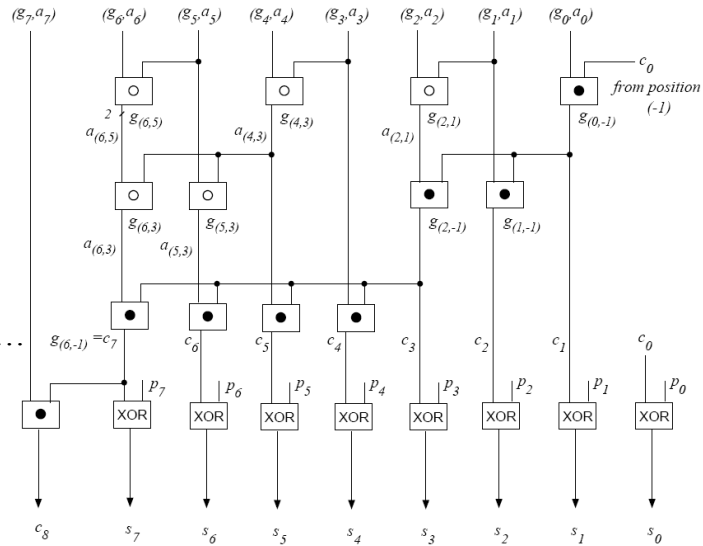 (g7,a7) (g6,a6) (g5,a5) (g4,a4) (g3,a3) (g2,a2) (g1,a1) (g0,a0)
c0
from position
(-1)
2 g(6,5) g(4,3) g(2,1) g(0,-1)
a(6,5) a(4,3) a(2,1)
g(6,3) g(5,3) g(2,-1) g(1,-1)
a(6,3) a(5,3)
... g(6,-1) =c7 c6 c5 c4 c3 c2 c1 c0
p7 p6 p5 p4 p3 p2 p1 p0
XOR XOR XOR XOR XOR XOR XOR XOR
c8 s7 s6 s5 s4 s3 s2 s1 s0